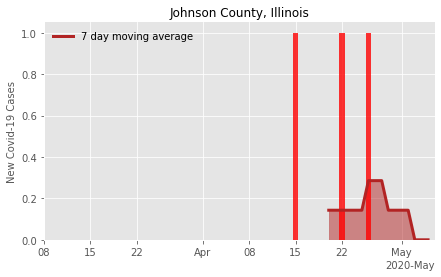 Johnson County, Illinois
7 day moving average
New Covid-19 Cases
1.0
0.8
0.6
0.4
0.2
0.0
08 15 22 Apr 08 15 22 May
2020-May